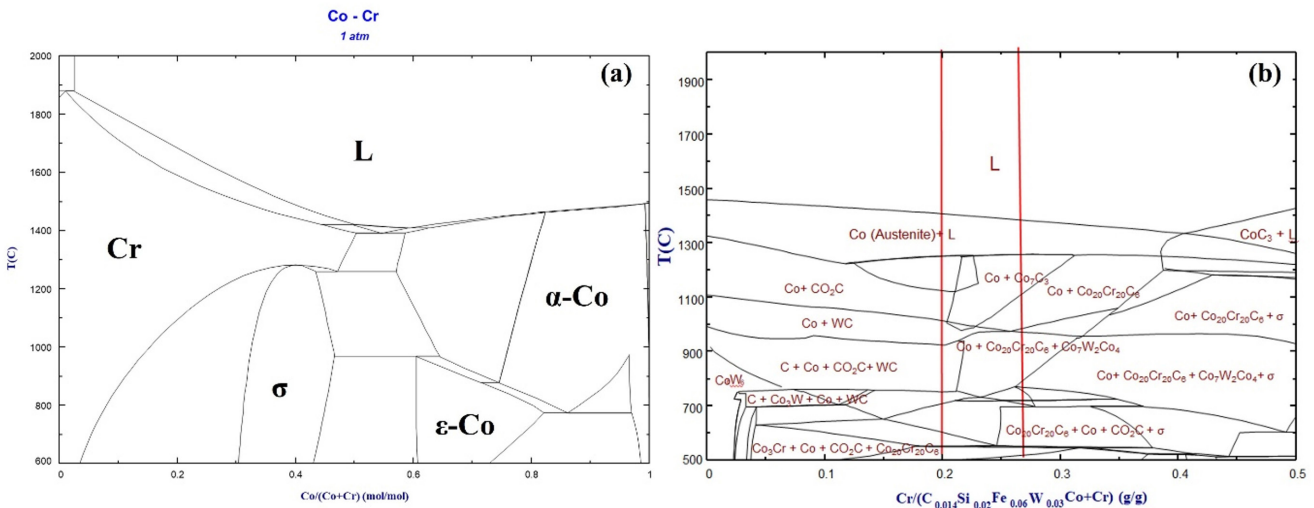 Co - Cr
1 atm
(a)
2000
1800
1600
1400
1200
1000
800
600
T(C)
L
Cr
α-Co
σ
ε-Co
0
0.2
0.4
0.6
0.8
1
Co/(Co+Cr) (mol/mol)
(b)
1900
1700
1500
1300
1100
900
700
500
T(C)
L
Co (Austenite)+ L
CoC3 + L
Co + Co7C3
Co+ CO2C
Co + Co20Cr20C6
Co+ Co20Cr20C6 + σ
Co + WC
Co + Co20Cr20C6 + Co7W2Co4
C + Co + CO2C+ WC
Co+ Co20Cr20C6 + Co7W2Co4 + σ
C + Co3W + Co + WC
Co20Cr20C6 + Co + CO2C + σ
Co3Cr + Co + CO2C + Co20Cr20C6
0
0.1
0.2
0.3
0.4
0.5
Cr/(C0.014Si0.02Fe0.06W0.03Co+Cr) (g/g)